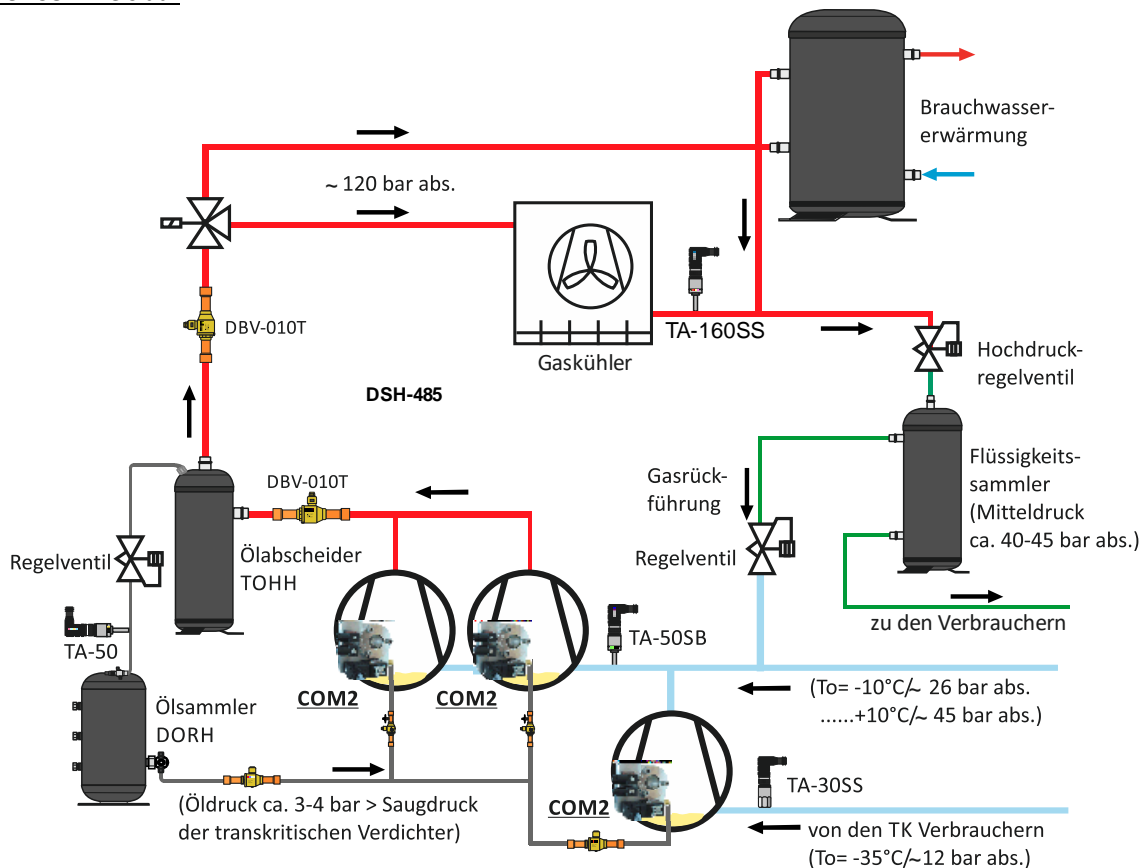 Brauchwasser-
erwärmung
~ 120 bar abs.
DBV-010T
TA-160SS
Gaskühler
Hochdruck-
regelventil
DSH-485
Gasrück-
führung
Flüssigkeits-
sammler
(Mitteldruck
ca. 40-45 bar abs.)
DBV-010T
Regelventil
Ölabscheider
TOHH
Regelventil
zu den Verbrauchern
TA-50
TA-50SB
COM2
COM2
(To= -10°C/~ 26 bar abs.
......+10°C/~ 45 bar abs.)
Ölsammler
DORH
TA-30SS
(Öldruck ca. 3-4 bar > Saugdruck
der transkritischen Verdichter)
COM2
von den TK Verbrauchern
(To= -35°C/~12 bar abs.)